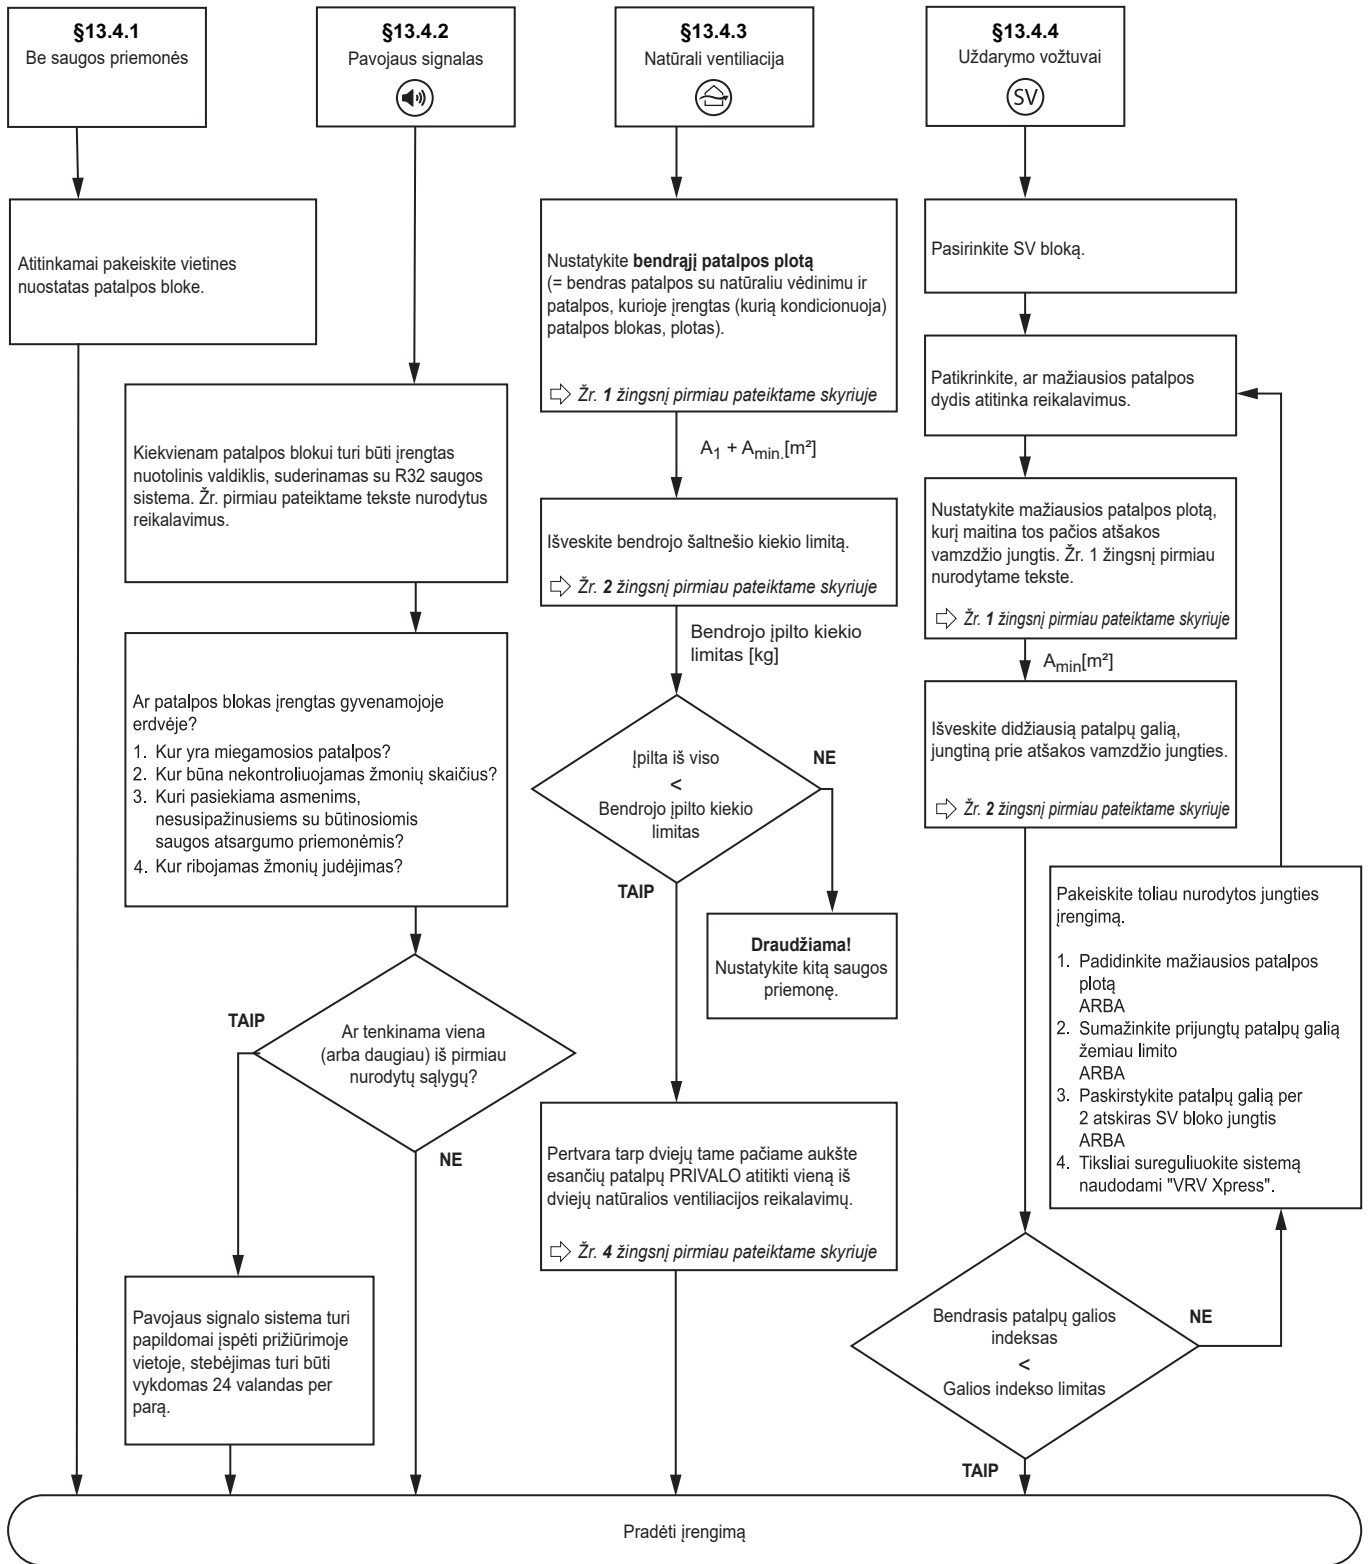 §13.4.1
Be saugos priemonės
§13.4.2
Pavojaus signalas
§13.4.3
Natūrali ventiliacija
§13.4.4
Uždarymo vožtuvai
SV
Atitinkamai pakeiskite vietines
nuostatas patalpos bloke.
Kiekvienam patalpos blokui turi būti įrengtas
nuotolinis valdiklis, suderinamas su R32 saugos
sistema. Žr. pirmiau pateiktame tekste nurodytus
reikalavimus.
Ar patalpos blokas įrengtas gyvenamojoje
erdvėje?
1. Kur yra miegamosios patalpos?
2. Kur būna nekontroliuojamas žmonių skaičius?
3. Kuri pasiekiama asmenims,
nesusipažinusiems su būtinosiomis
saugos atsargumo priemonėmis?
4. Kur ribojamas žmonių judėjimas?
TAIP
Ar tenkinama viena
(arba daugiau) iš pirmiau
nurodytų sąlygų?
NE
Pavojaus signalo sistema turi
papildomai įspėti prižiūrimoje
vietoje, stebėjimas turi būti
vykdomas 24 valandas per
parą.
Nustatykite bendrąjį patalpos plotą
(= bendras patalpos su natūraliu vėdinimu ir
patalpos, kurioje įrengtas (kurią kondicionuoja)
patalpos blokas, plotas).
⇨ Žr. 1 žingsnį pirmiau pateiktame skyriuje
A1 + Amin.[m²]
Išveskite bendrojo šaltnešio kiekio limitą.
⇨ Žr. 2 žingsnį pirmiau pateiktame skyriuje
Bendrojo įpilto kiekio
limitas [kg]
Įpilta iš viso
<
Bendrojo įpilto kiekio
limitas
NE
TAIP
Draudžiama!
Nustatykite kitą saugos
priemonę.
Pertvara tarp dviejų tame pačiame aukšte
esančių patalpų PRIVALO atitikti vieną iš
dviejų natūralios ventiliacijos reikalavimų.
⇨ Žr. 4 žingsnį pirmiau pateiktame skyriuje
Pasirinkite SV bloką.
Patikrinkite, ar mažiausios patalpos
dydis atitinka reikalavimus.
Nustatykite mažiausios patalpos plotą,
kurį maitina tos pačios atšakos
vamzdžio jungtis. Žr. 1 žingsnį pirmiau
nurodytame tekste.
⇨ Žr. 1 žingsnį pirmiau pateiktame skyriuje
Amin[m²]
Išveskite didžiausią patalpų galią,
jungtiną prie atšakos vamzdžio jungties.
⇨ Žr. 2 žingsnį pirmiau pateiktame skyriuje
Pakeiskite toliau nurodytos jungties
įrengimą.
1. Padidinkite mažiausios patalpos
plotą
ARBA
2. Sumažinkite prijungtų patalpų galią
žemiau limito
ARBA
3. Paskirstykite patalpų galią per
2 atskiras SV bloko jungtis
ARBA
4. Tiksliai sureguliuokite sistemą
naudodami "VRV Xpress".
Bendrasis patalpų galios
indeksas
<
Galios indekso limitas
NE
TAIP
Pradėti įrengimą